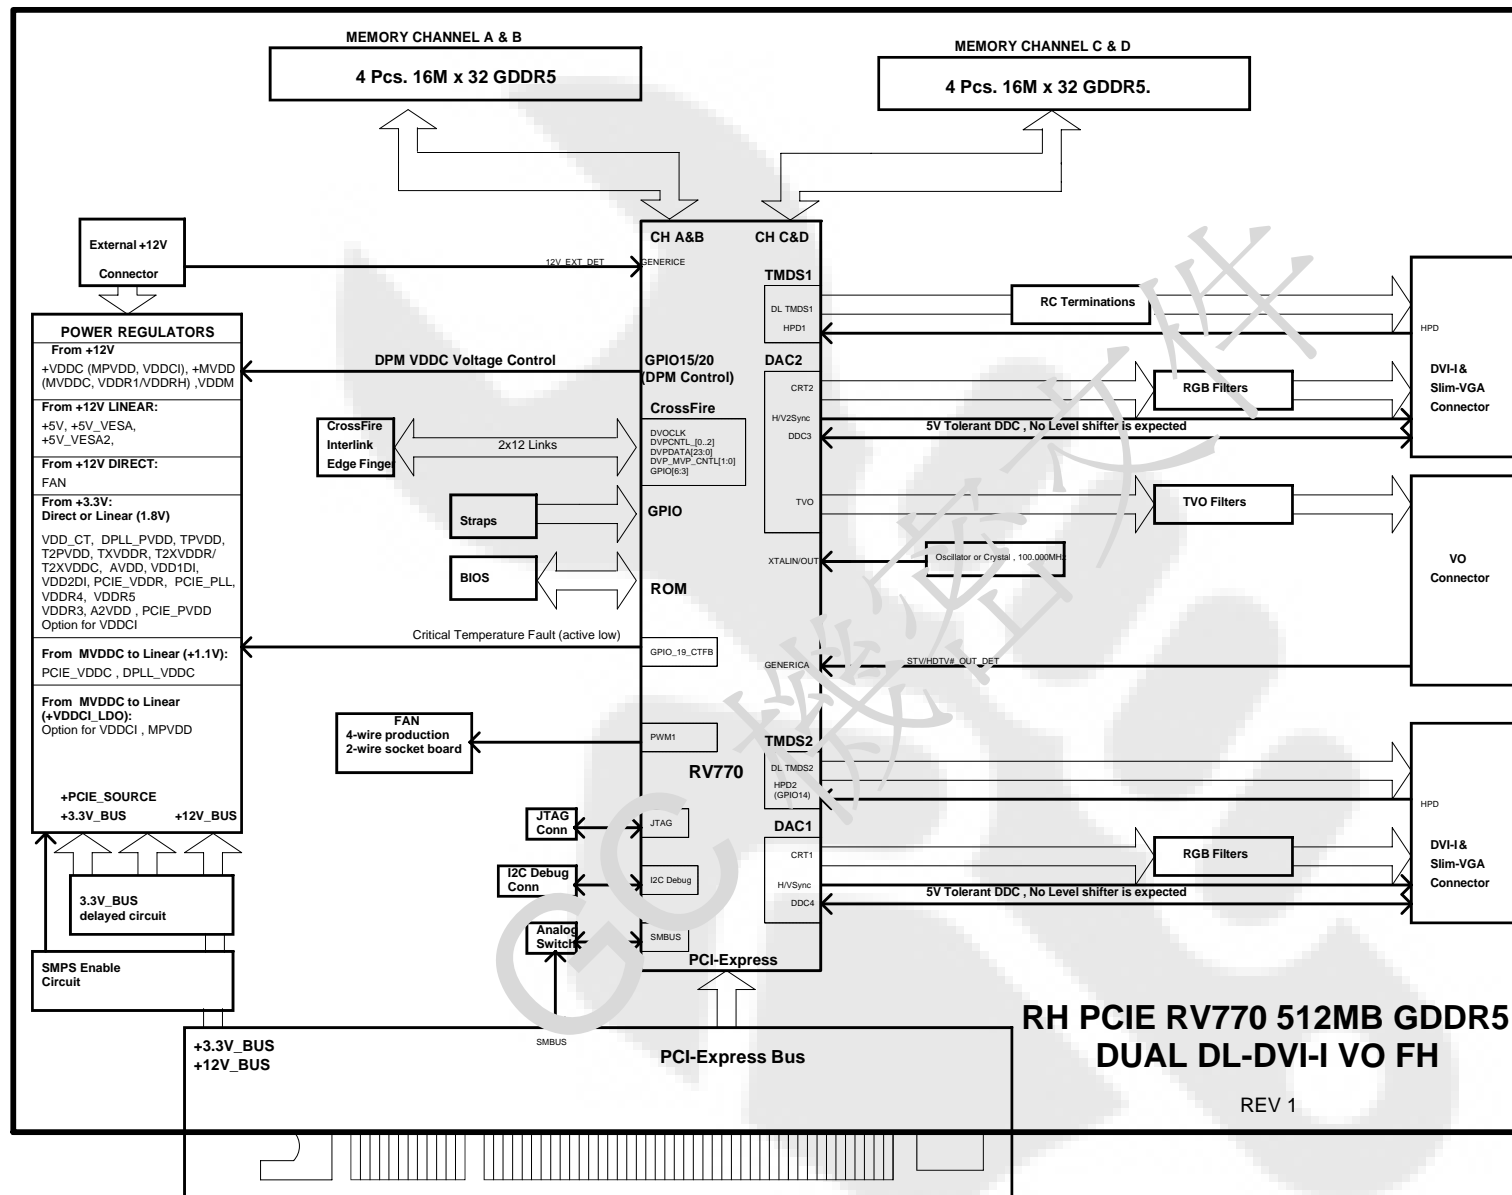 MEMORY CHANNEL A & B
4 Pcs. 16M x 32 GDDR5
MEMORY CHANNEL C & D
4 Pcs. 16M x 32 GDDR5.
External +12V
Connector
12V_EXT_DET
POWER REGULATORS
From +12V
+VDDC (MPVDD, VDDCI), +MVDD
(MVDDC, VDDR1/VDDRH) ,VDDM
From +12V LINEAR:
+5V, +5V_VESA,
+5V_VESA2,
From +12V DIRECT:
FAN
From +3.3V:
Direct or Linear (1.8V)
VDD_CT, DPLL_PVDD, TPVDD,
T2PVDD, TXVDDR, T2XVDDR/
T2XVDDC, AVDD, VDD1DI,
VDD2DI, PCIE_VDDR, PCIE_PLL,
VDDR4, VDDR5
VDDR3, A2VDD , PCIE_PVDD
Option for VDDCI
From MVDDC to Linear (+1.1V):
PCIE_VDDC , DPLL_VDDC
From MVDDC to Linear
(+VDDCI_LDO):
Option for VDDCI , MPVDD
+PCIE_SOURCE
+3.3V_BUS
+12V_BUS
3.3V_BUS
delayed circuit
SMPS Enable
Circuit
DPM VDDC Voltage Control
CrossFire
Interlink
Edge Finger
2x12 Links
Straps
BIOS
Critical Temperature Fault (active low)
FAN
4-wire production
2-wire socket board
JTAG
Conn
I2C Debug
Conn
Analog
Switch
SMBUS
CH A&B
CH C&D
GENERICE
TMDS1
DL TMDS1
HPD1
GPIO15/20
(DPM Control)
DAC2
CRT2
H/V2Sync
DDC3
CrossFire
DVOCLK
DVPCNTL_[0..2]
DVPDATA[23:0]
DVP_MVP_CNTL[1:0]
GPIO[6:3]
TVO
GPIO
XTALIN/OUT
ROM
GPIO_19_CTFB
GENERICA
PWM1
TMDS2
DL TMDS2
HPD2
(GPIO14)
RV770
JTAG
DAC1
CRT1
I2C Debug
H/VSync
DDC4
SMBUS
PCI-Express
RC Terminations
RGB Filters
5V Tolerant DDC , No Level shifter is expected
TVO Filters
Oscillator or Crystal , 100.000MHz
STV/HDTV#_OUT_DET
RGB Filters
5V Tolerant DDC , No Level shifter is expected
HPD
DVI-I &
Slim-VGA
Connector
VO
Connector
HPD
DVI-I &
Slim-VGA
Connector
+3.3V_BUS
+12V_BUS
PCI-Express Bus
RH PCIE RV770 512MB GDDR5
DUAL DL-DVI-I VO FH
REV 1
GC 機密文件